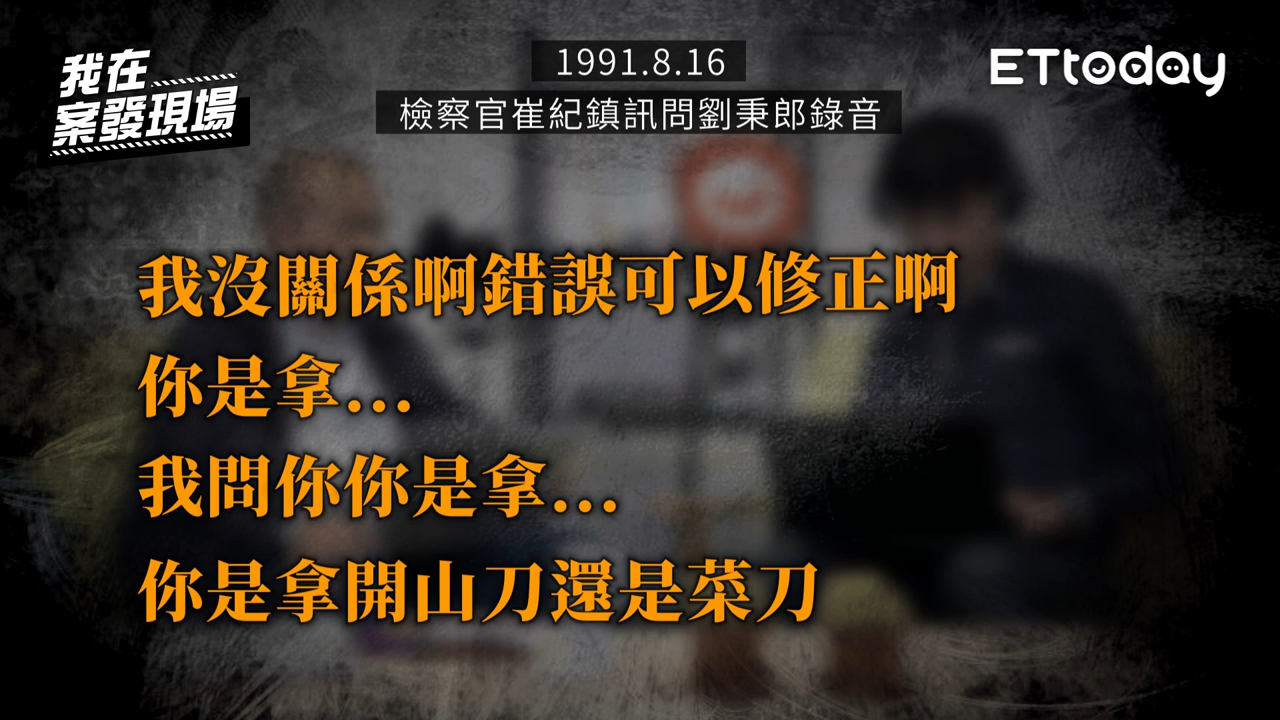 我在
案發現場
1991.8.16
ETtoday
檢察官崔紀鎮訊問劉秉郎錄音
我沒關係啊錯誤可以修正啊
你是拿...
我問你你是拿...
你是拿開山刀還是菜刀